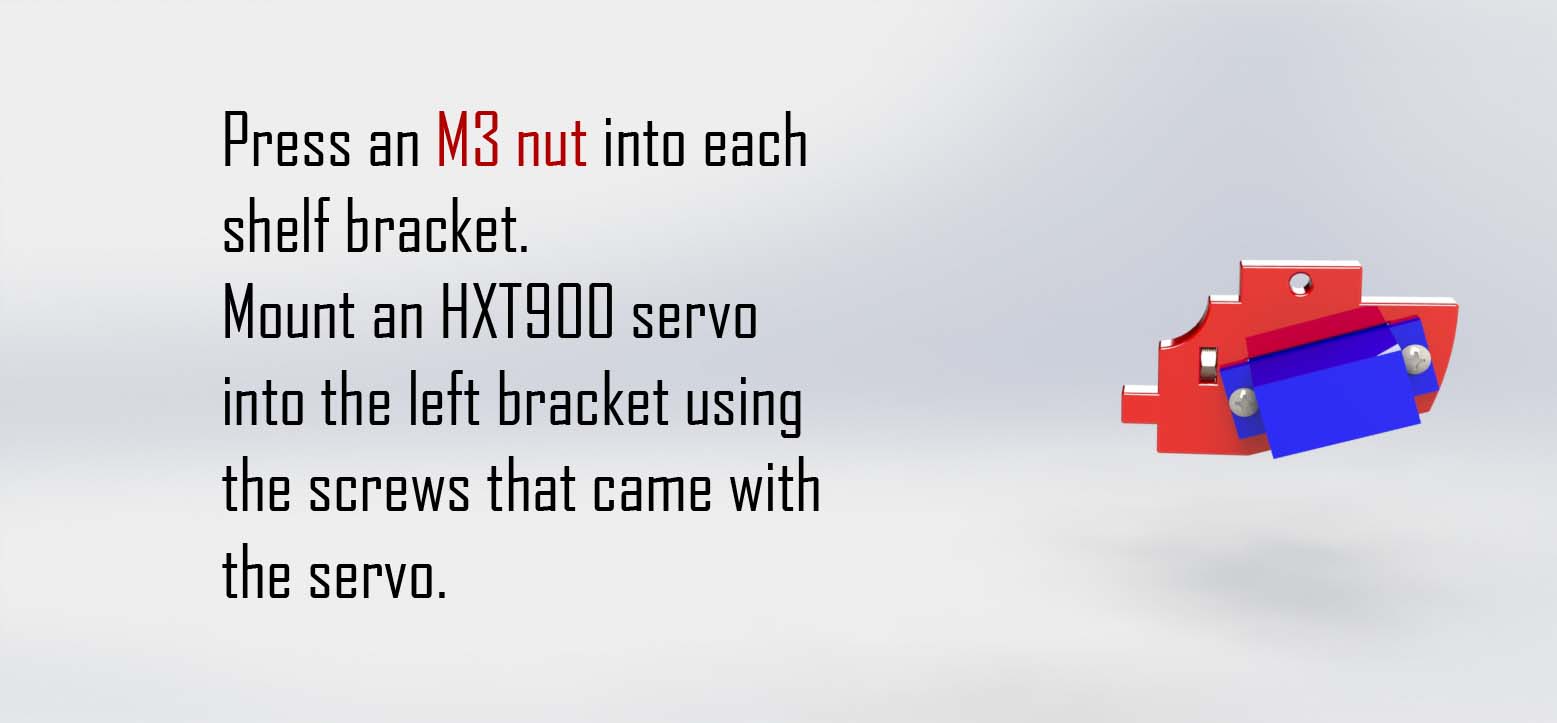 Press an M3 nut into each
shelf bracket.
Mount an HXT900 servo
into the left bracket using
the screws that came with
the servo.